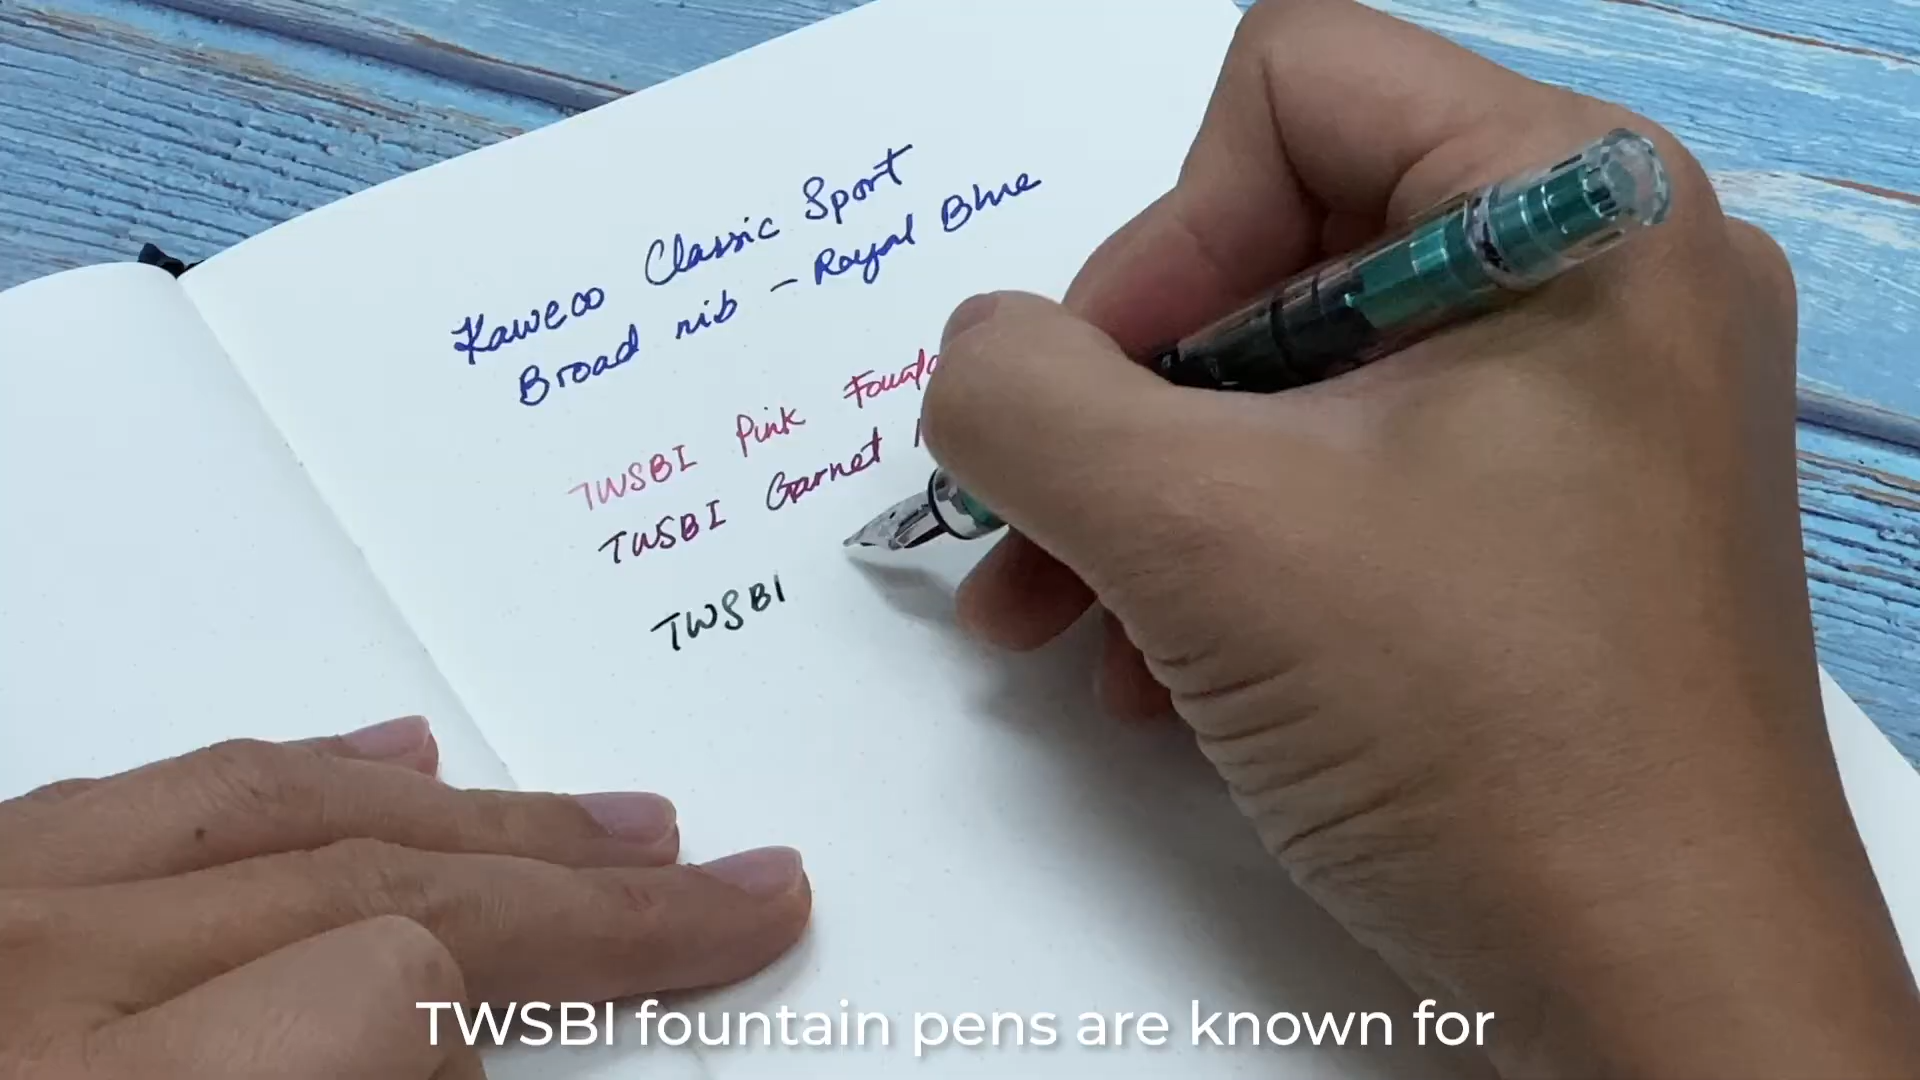 Kaweco Classic Sport
Broad nib - Royal Blue
TWSBI Pink
TWSBI Garnet
TWSBI
TWSBI fountain pens are known for